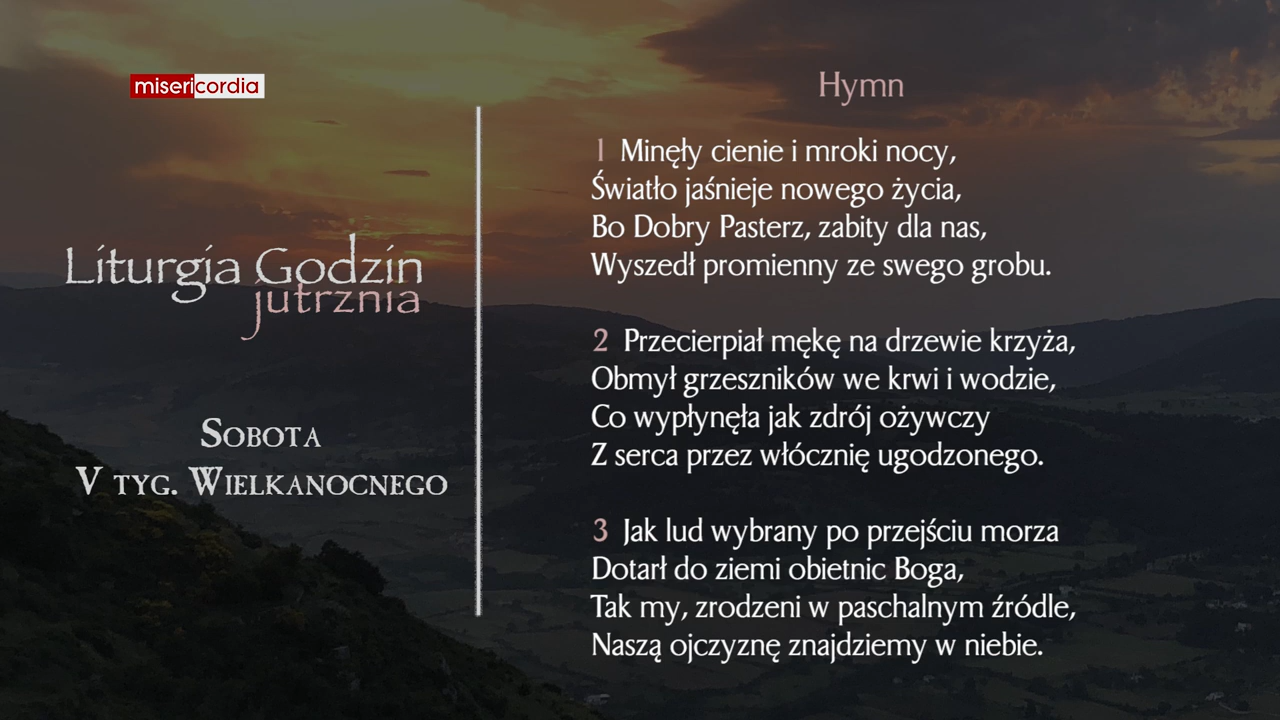 misericordia
Liturgia Godzin
jutrznia
Sobota
V tyg. Wielkanocnego
Hymn
1 Minęły cienie i mroki nocy,
Światło jaśnieje nowego życia,
Bo Dobry Pasterz, zabity dla nas,
Wyszedł promienny ze swego grobu.
2 Przecierpiał mękę na drzewie krzyża,
Obmył grzeszników we krwi i wodzie,
Co wypłynęła jak zdrój ożywczy
Z serca przez włócznię ugodzonego.
3 Jak lud wybrany po przejściu morza
Dotarł do ziemi obietnic Boga,
Tak my, zrodzeni w paschalnym źródle,
Naszą ojczyznę znajdziemy w niebie.